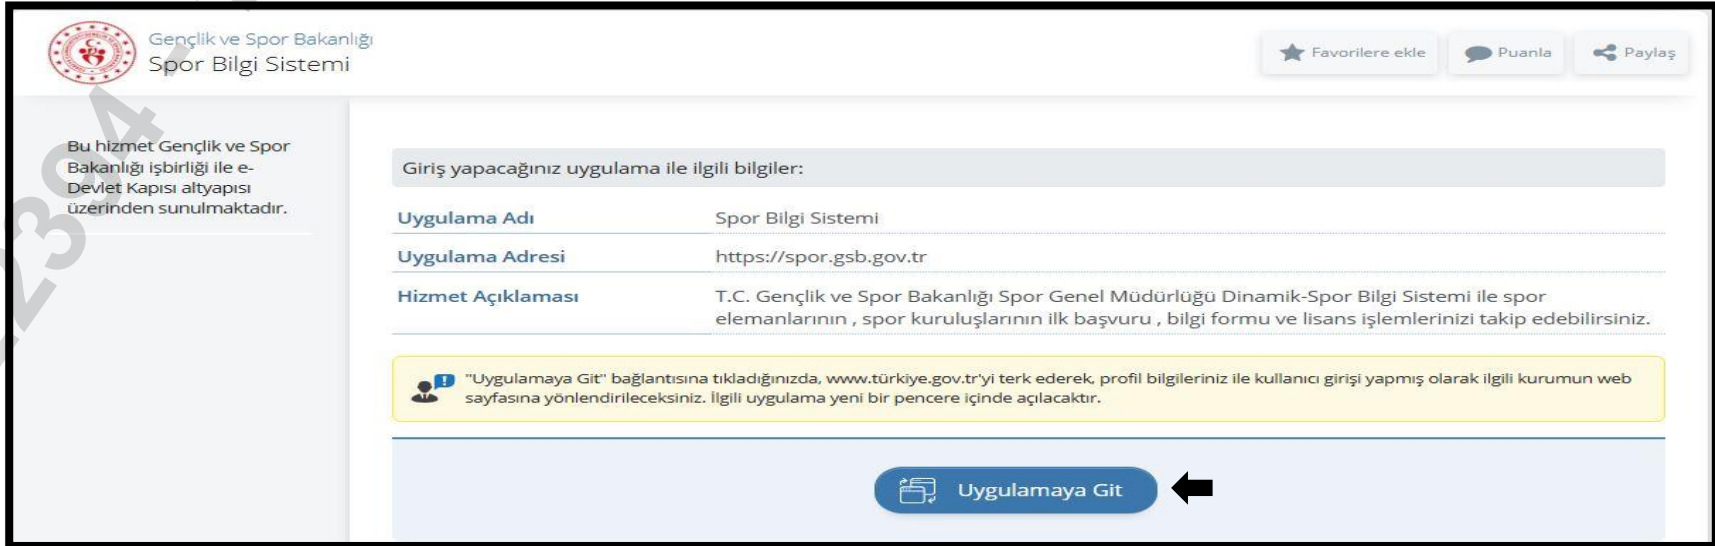 Gençlik ve Spor Bakanlığı
Spor Bilgi Sistemi
Favorilere ekle
Puanla
Paylaş
Bu hizmet Gençlik ve Spor
Bakanlığı işbirliği ile e-
Devlet Kapısı altyapısı
üzerinden sunulmaktadır.
Giriş yapacağınız uygulama ile ilgili bilgiler:
Uygulama Adı Spor Bilgi Sistemi
Uygulama Adresi https://spor.gsb.gov.tr
Hizmet Açıklaması T.C. Gençlik ve Spor Bakanlığı Spor Genel Müdürlüğü Dinamik-Spor Bilgi Sistemi ile spor
elemanlarının , spor kuruluşlarının ilk başvuru , bilgi formu ve lisans işlemlerinizi takip edebilirsiniz.
"Uygulamaya Git" bağlantısına tıkladığınızda, www.türkiye.gov.tr'yi terk ederek, profil bilgileriniz ile kullanıcı girişi yapmış olarak ilgili kurumun web
sayfasına yönlendirileceksiniz. İlgili uygulama yeni bir pencere içinde açılacaktır.
Uygulamaya Git